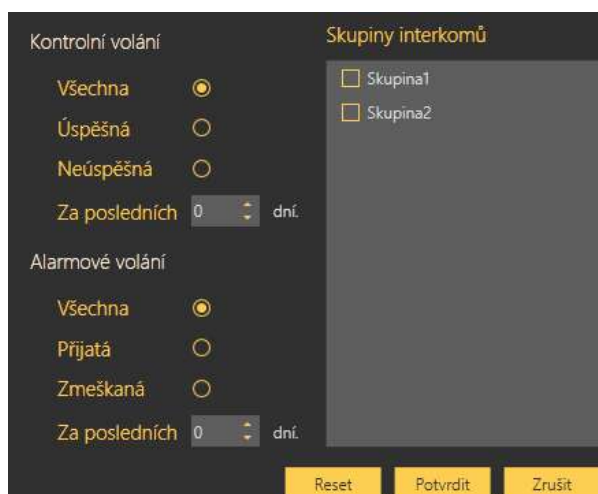 Kontrolní volání
Všechna
Úspěšná
Neúspěšná
Za posledních 0 dní.
Alarmové volání
Všechna
Přijatá
Zmeškaná
Za posledních 0 dní.
Skupiny interkomů
Skupina1
Skupina2
Reset Potvrdit Zrušit